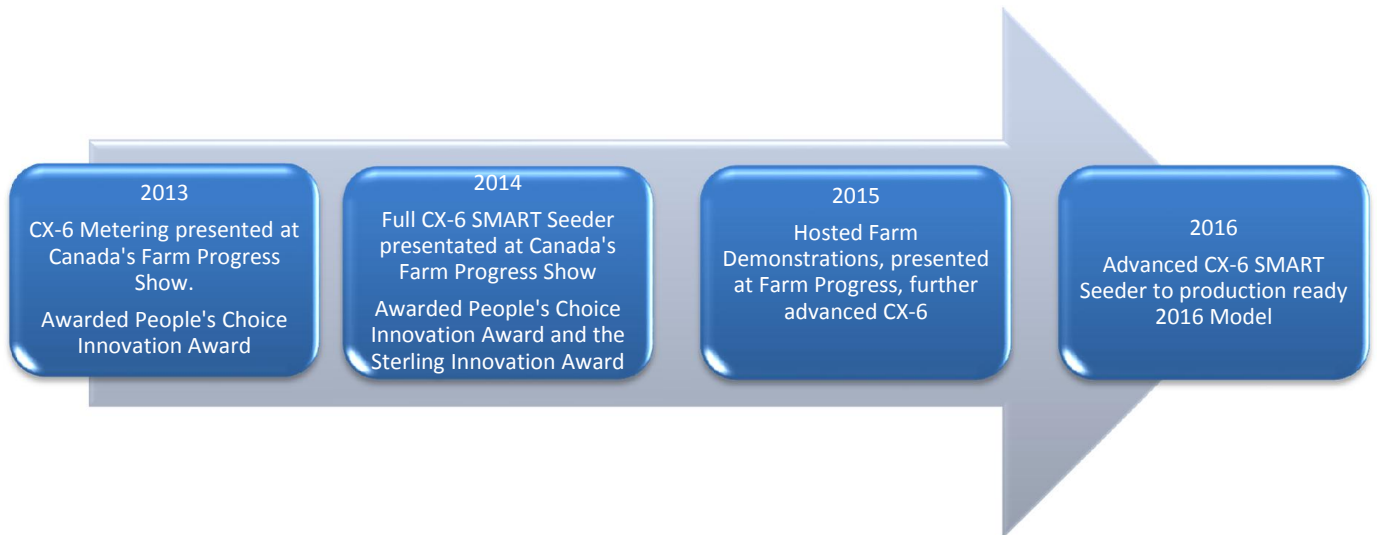 2013
CX-6 Metering presented at
Canada's Farm Progress
Show.
Awarded People's Choice
Innovation Award
2014
Full CX-6 SMART Seeder
presentated at Canada's
Farm Progress Show
Awarded People's Choice
Innovation Award and the
Sterling Innovation Award
2015
Hosted Farm
Demonstrations, presented
at Farm Progress, further
advanced CX-6
2016
Advanced CX-6 SMART
Seeder to production ready
2016 Model